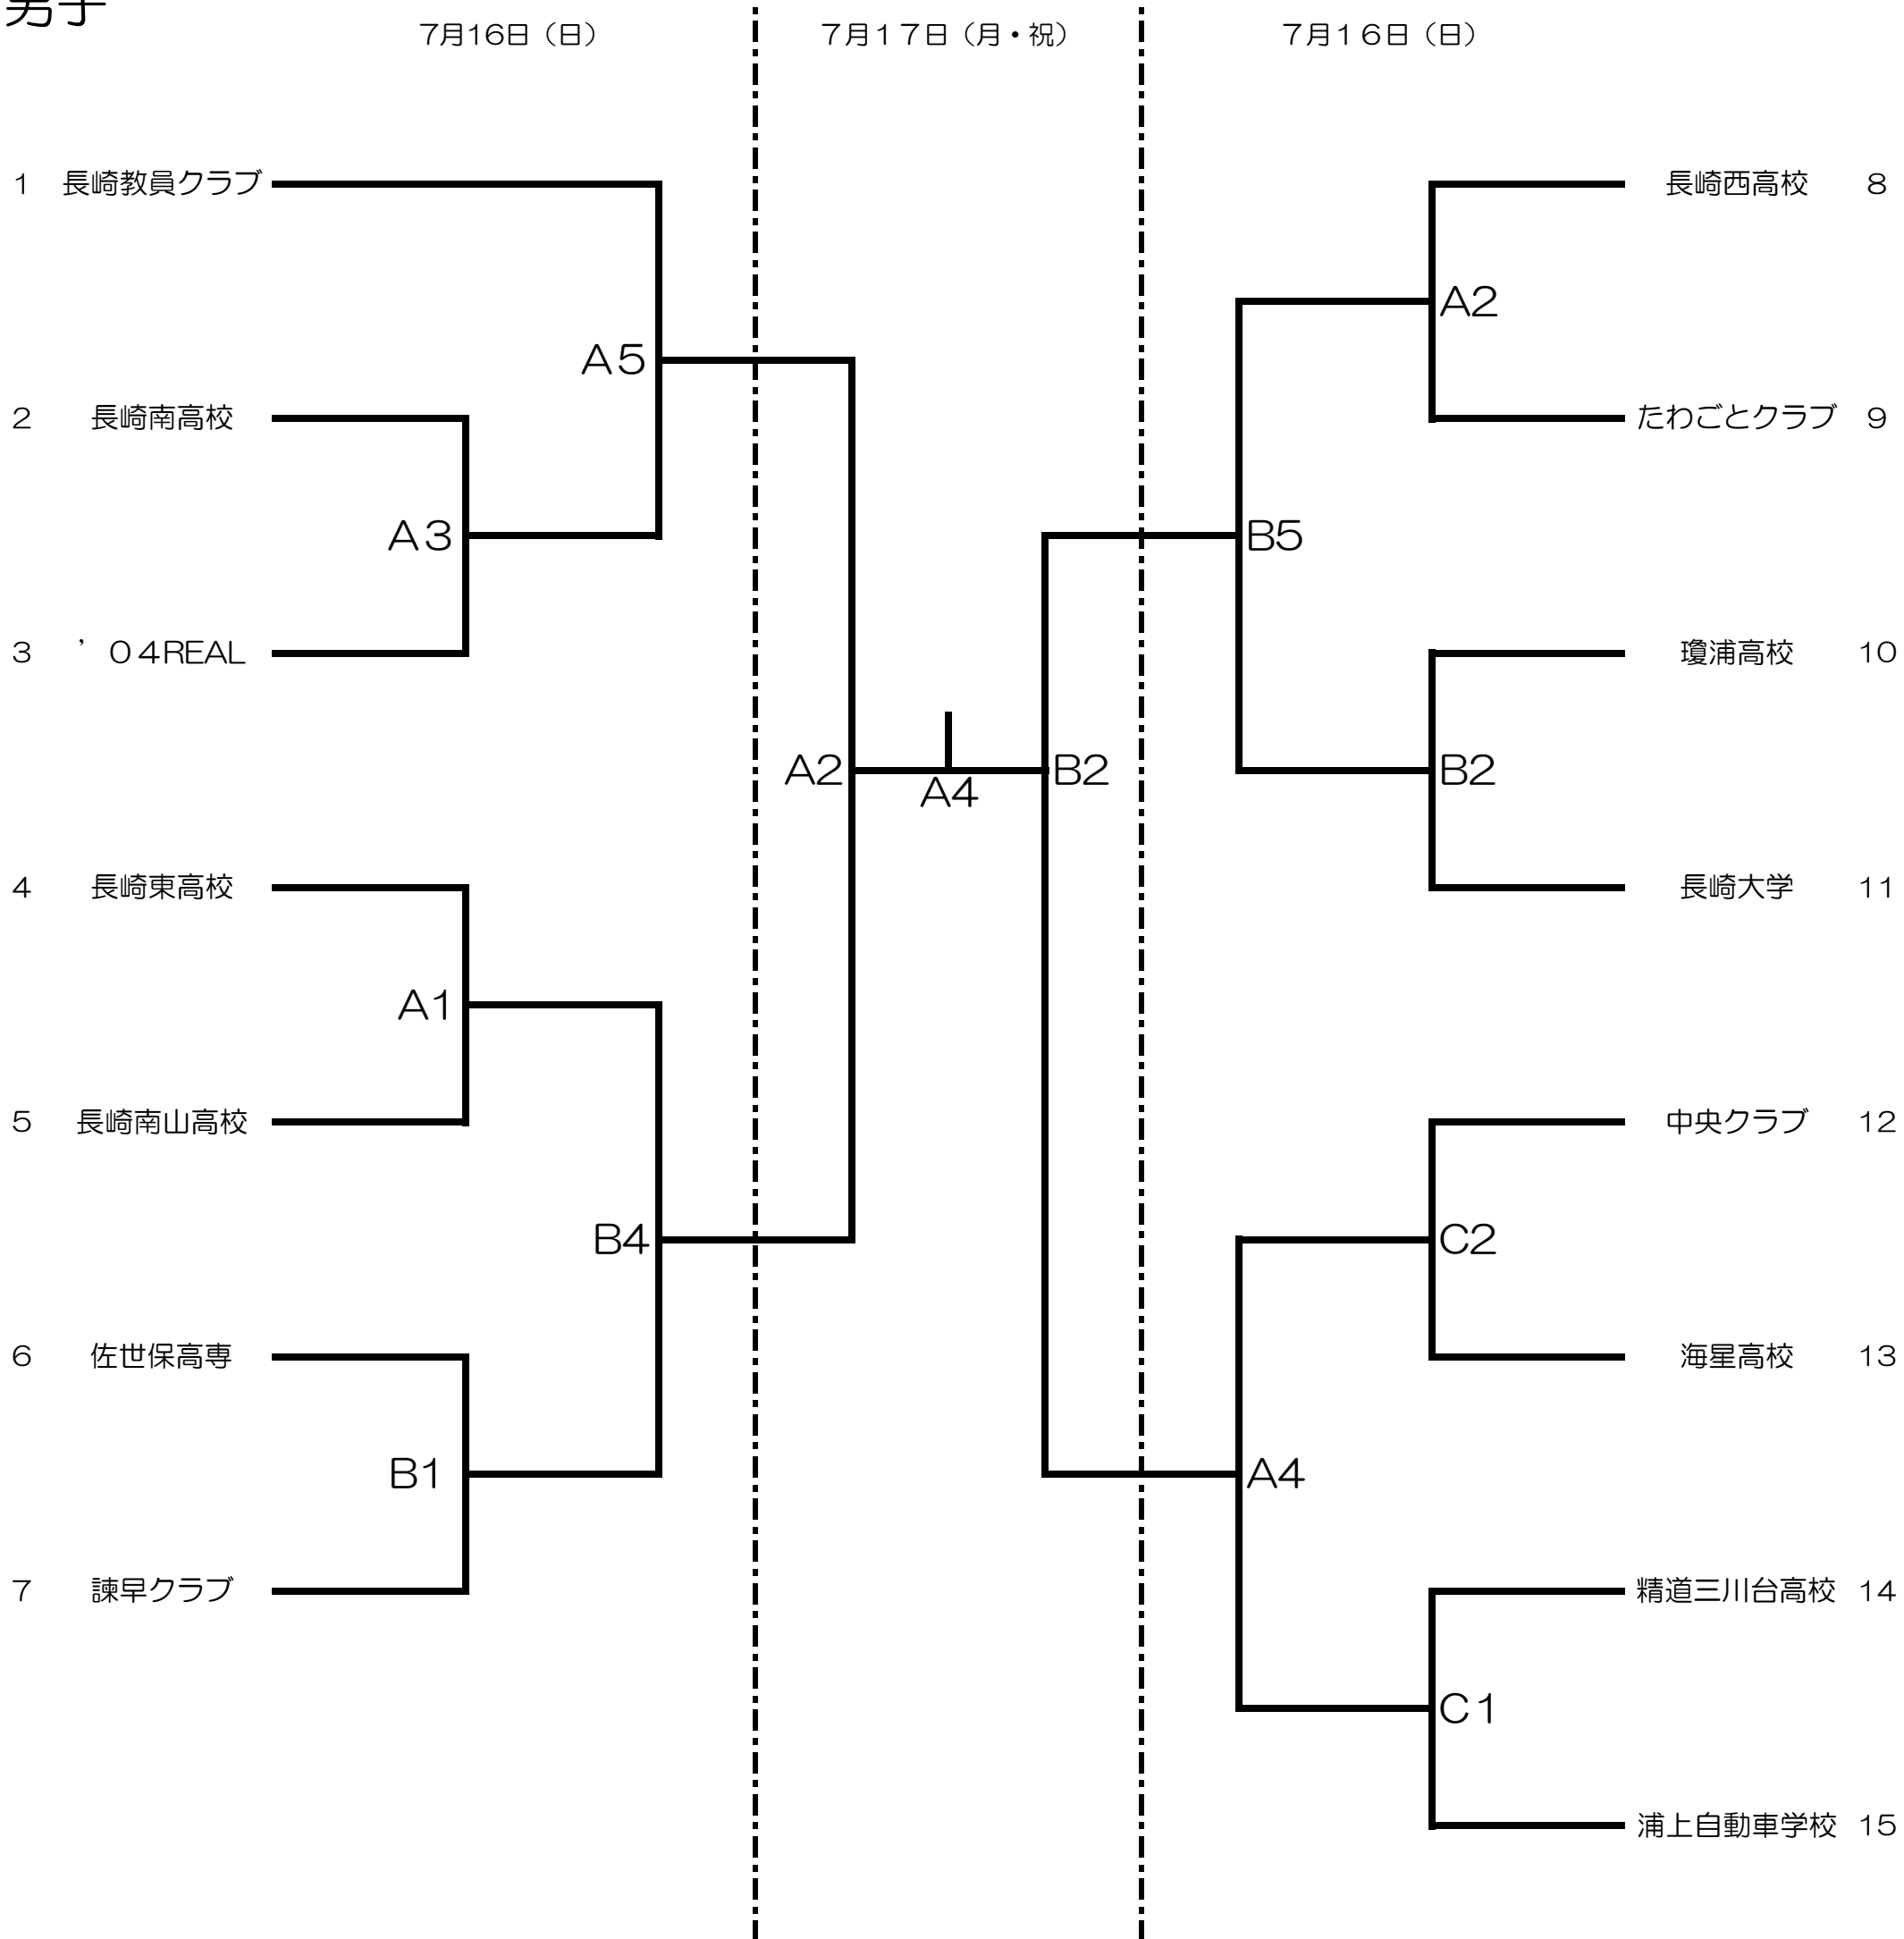 男子
7月16日（日）
７月１７日（月・祝）
７月１６日（日）
1 長崎教員クラブ
長崎西高校 8
A2
A５
2 長崎南高校
たわごとクラブ 9
A３
B5
3 ’０４REAL
瓊浦高校 10
A2
A4
B2
B2
4 長崎東高校
長崎大学 11
A１
5 長崎南山高校
中央クラブ 12
B4
C2
6 佐世保高専
海星高校 13
B１
A4
7 諫早クラブ
精道三川台高校 14
C１
浦上自動車学校 15